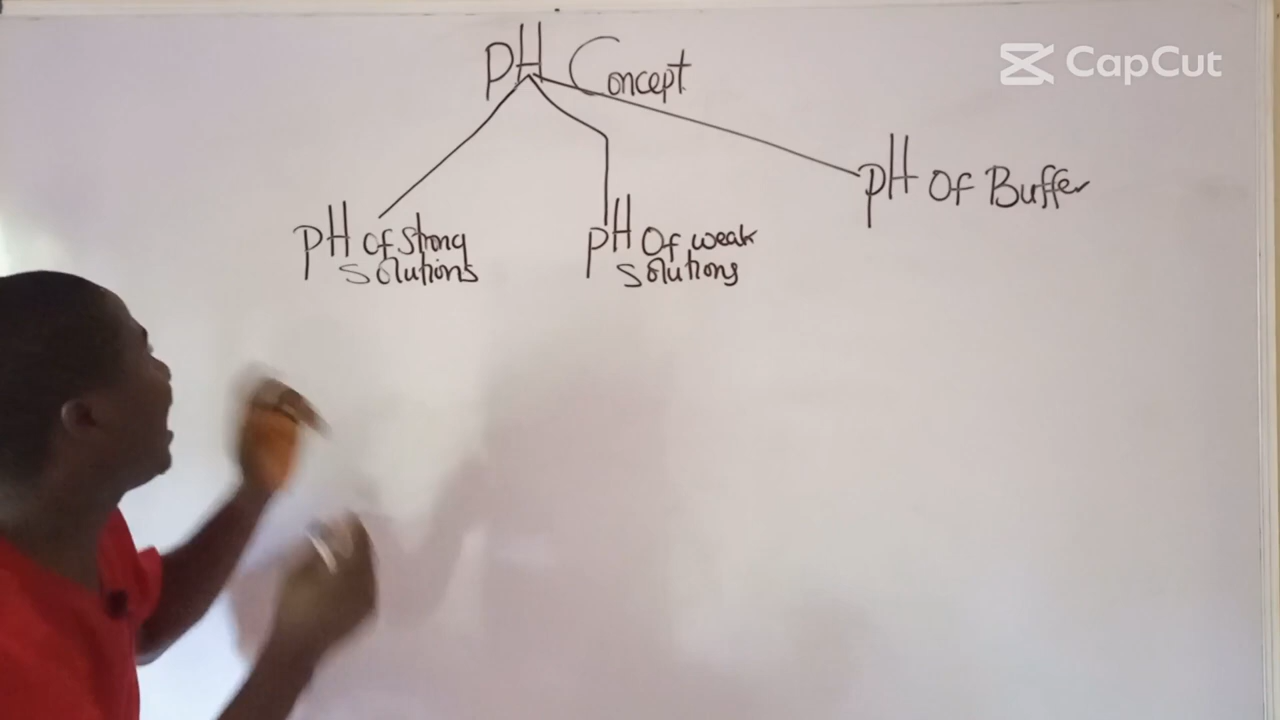 pH Concept
CapCut
pH Of Buffer
pH Of Strong
Solutions
pH Of weak
Solutions